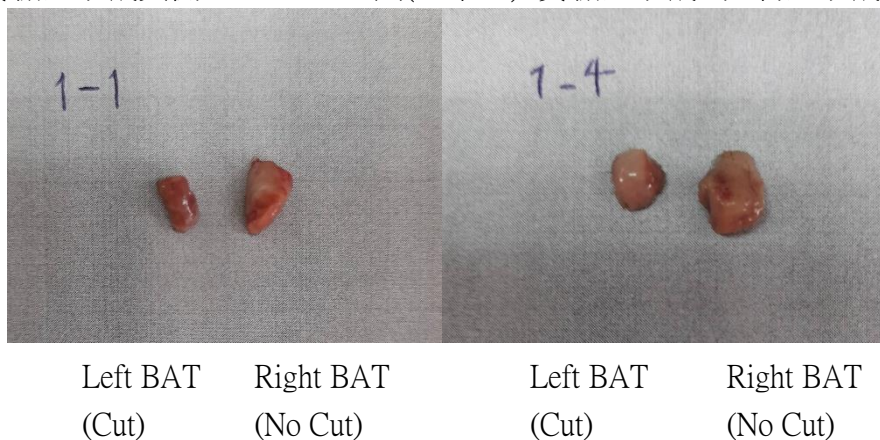 1-1
1-4
Left BAT Right BAT Left BAT Right BAT
(Cut) (No Cut) (Cut) (No Cut)